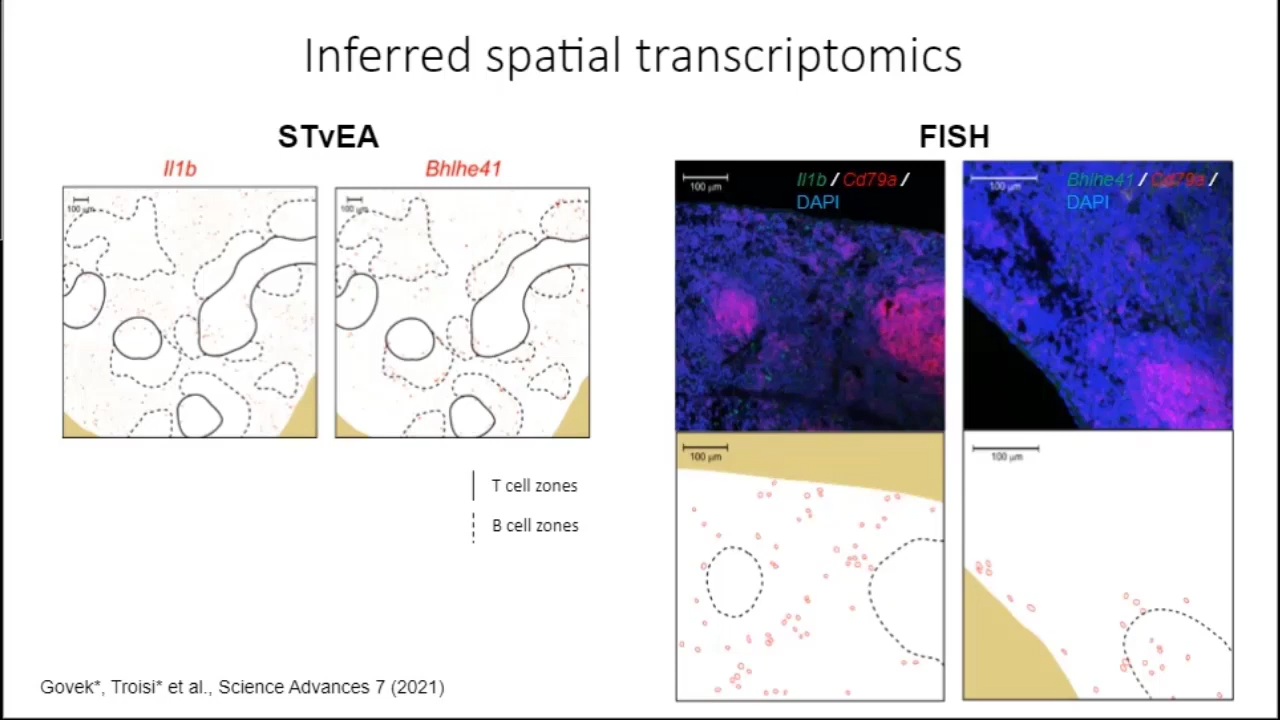 Inferred spatial transcriptomics
STvEA
Il1b
Bhlhe41
100 µm
100 µm
T cell zones
B cell zones
FISH
100 µm
Il1b / Cd79a /
DAPI
100 µm
Bhlhe41 / Cd79a /
DAPI
100 µm
100 µm
Govek*, Troisi* et al., Science Advances 7 (2021)